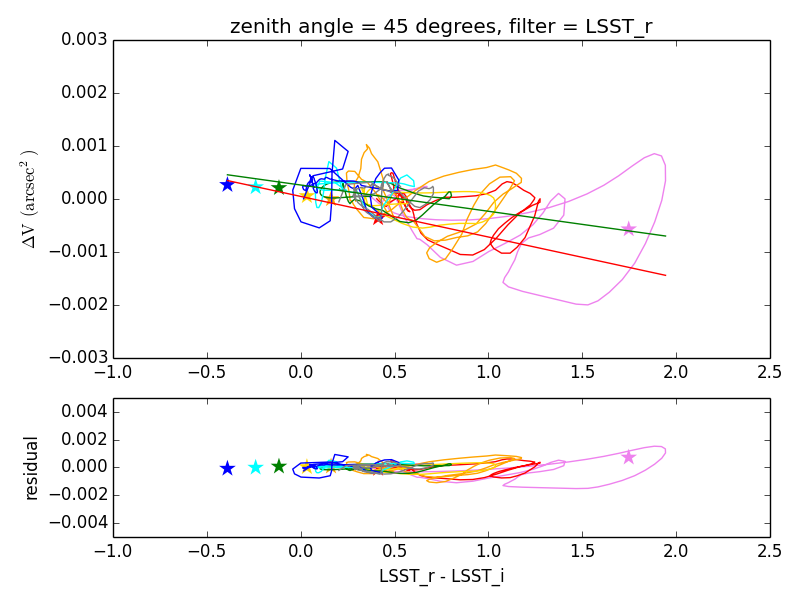 zenith angle = 45 degrees, filter = LSST_r
0.003
0.002
0.001
0.000
−0.001
−0.002
−0.003
ΔV (arcsec²)
−1.0 −0.5 0.0 0.5 1.0 1.5 2.0 2.5
0.004
0.002
0.000
−0.002
−0.004
residual
−1.0 −0.5 0.0 0.5 1.0 1.5 2.0 2.5
LSST_r - LSST_i